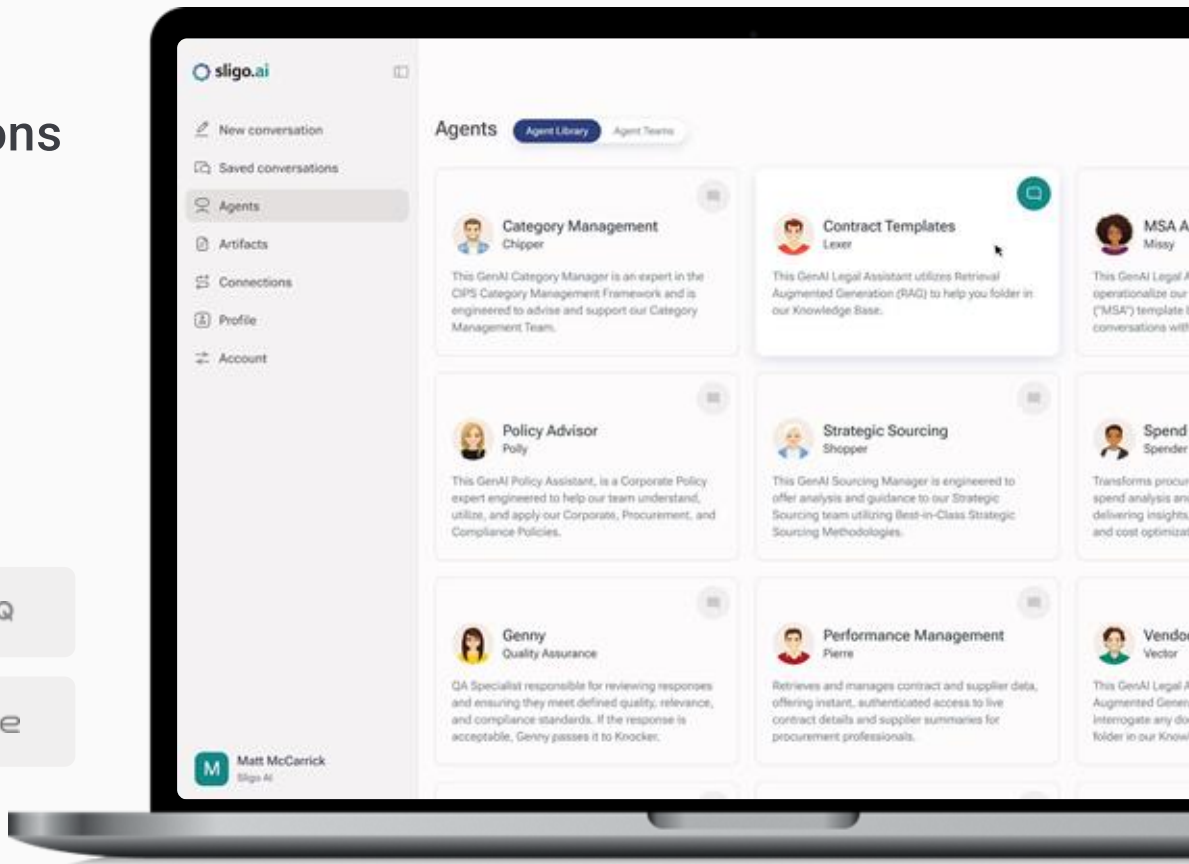 ons
Q
e
sligo.ai
New conversation
Saved conversations
Agents
Artifacts
Connections
Profile
Account
M
Matt McCarrick
Sligo AI
Agents
Agent Library
Agent Teams
Category Management
Chipper
This GenAI Category Manager is an expert in the
CIPS Category Management Framework and is
engineered to advise and support our Category
Management Team.
Contract Templates
Lexer
This GenAI Legal Assistant utilizes Retrieval
Augmented Generation (RAG) to help you folder in
our Knowledge Base.
MSA A
Missy
This GenAI Legal A
operationalize our
("MSA") template
conversations with
Policy Advisor
Polly
This GenAI Policy Assistant, is a Corporate Policy
expert engineered to help our team understand,
utilize, and apply our Corporate, Procurement, and
Compliance Policies.
Strategic Sourcing
Shopper
This GenAI Sourcing Manager is engineered to
offer analysis and guidance to our Strategic
Sourcing team utilizing Best-in-Class Strategic
Sourcing Methodologies.
Spend
Spender
Transforms procur
spend analysis and
delivering insights,
and cost optimizat
Genny
Quality Assurance
QA Specialist responsible for reviewing responses
and ensuring they meet defined quality, relevance,
and compliance standards. If the response is
acceptable, Genny passes it to Knocker.
Performance Management
Pierre
Retrieves and manages contract and supplier data,
offering instant, authenticated access to live
contract details and supplier summaries for
procurement professionals.
Vendor
Vector
This GenAI Legal A
Augmented Gener
interrogate any do
folder in our Know